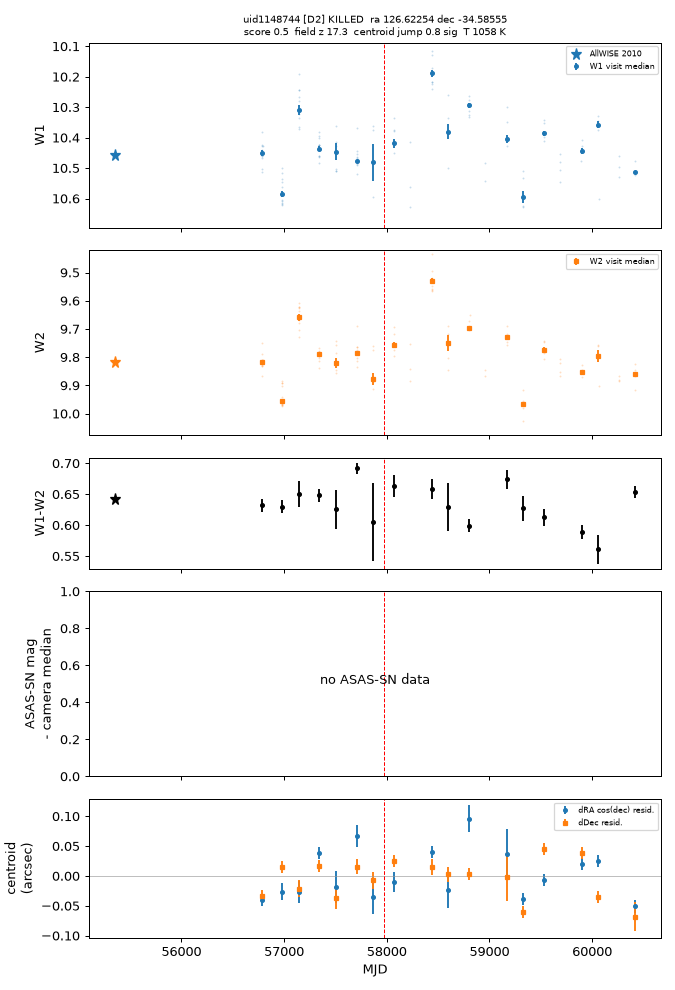 uid1148744 [D2] KILLED  ra 126.62254 dec -34.58555
score 0.5  field z 17.3  centroid jump 0.8 sig  T 1058 K
10.1
10.2
10.3
10.4
10.5
10.6
W1
AllWISE 2010
W1 visit median
9.5
9.6
9.7
9.8
9.9
10.0
W2
W2 visit median
0.70
0.65
0.60
0.55
W1-W2
1.0
0.8
0.6
0.4
0.2
0.0
ASAS-SN mag
- camera median
no ASAS-SN data
0.10
0.05
0.00
−0.05
−0.10
centroid
(arcsec)
dRA cos(dec) resid.
dDec resid.
56000
57000
58000
59000
60000
MJD